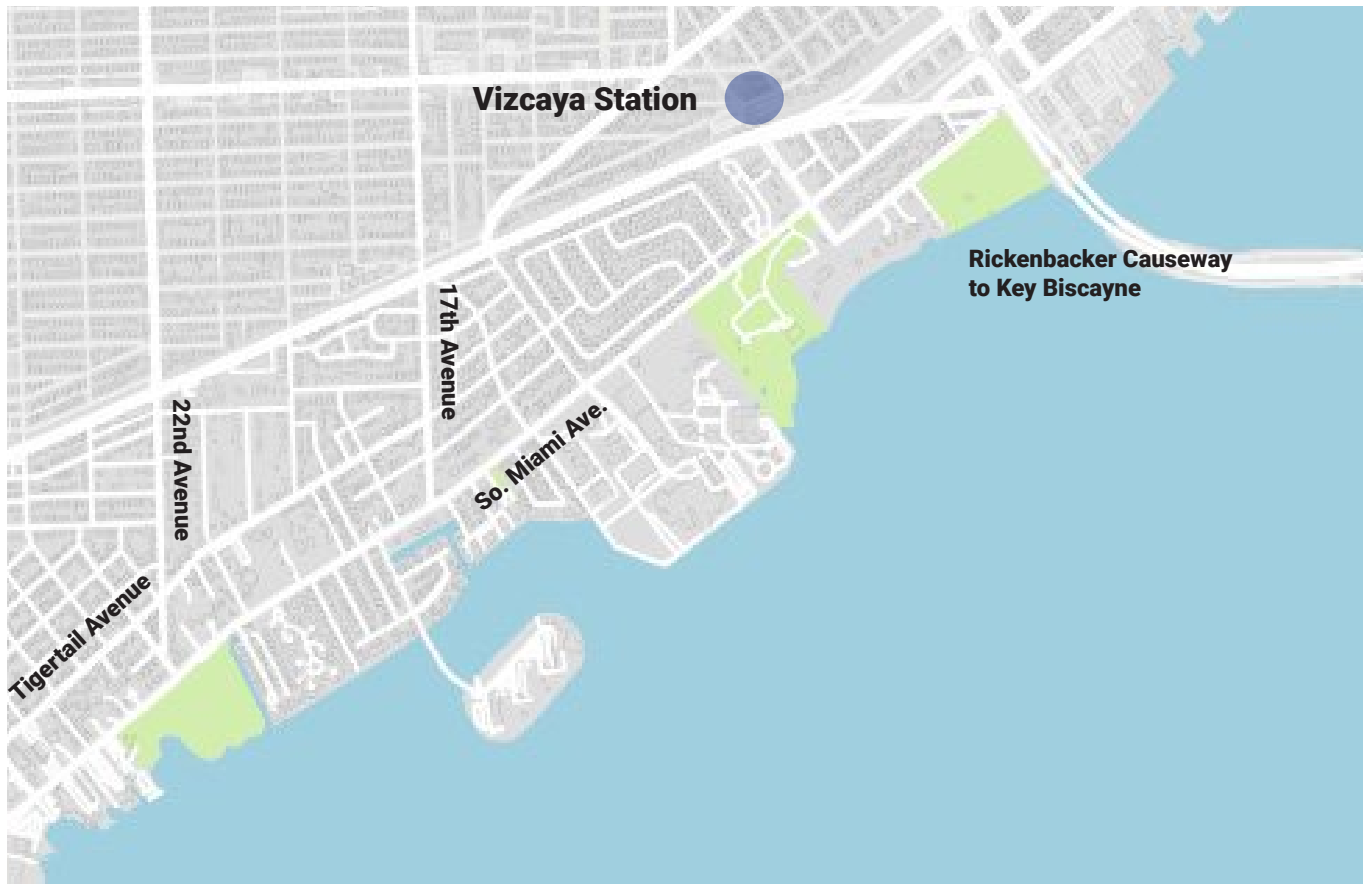 Vizcaya Station
Rickenbacker Causeway
to Key Biscayne
17th Avenue
22nd Avenue
So. Miami Ave.
Tigertail Avenue